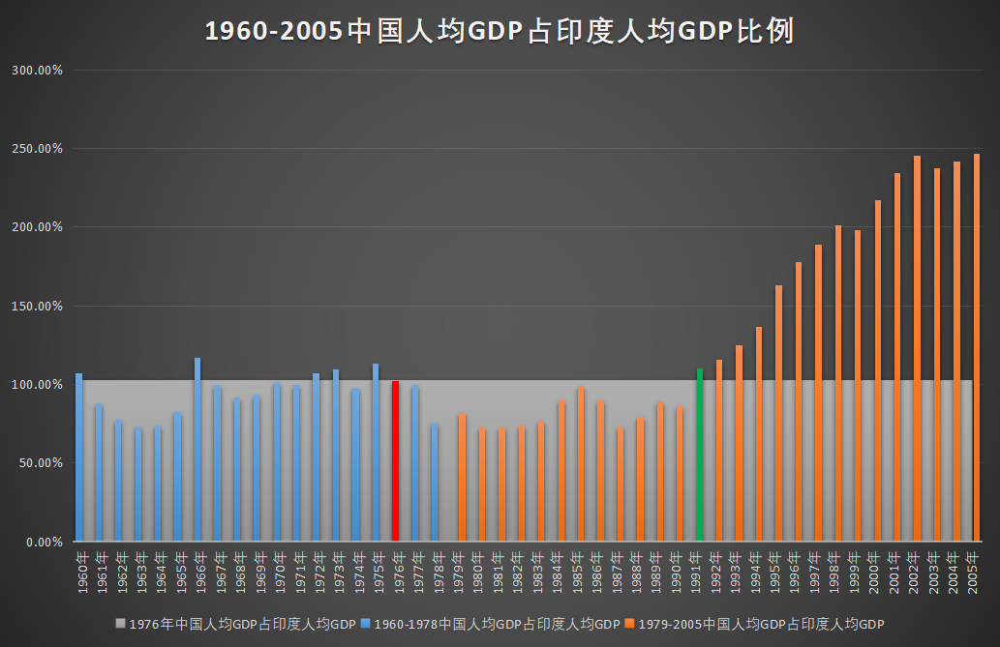 1960-2005中国人均GDP占印度人均GDP比例
300.00%
250.00%
200.00%
150.00%
100.00%
50.00%
0.00%
1960年
1961年
1962年
1963年
1964年
1965年
1966年
1967年
1968年
1969年
1970年
1971年
1972年
1973年
1974年
1975年
1976年
1977年
1978年
1979年
1980年
1981年
1982年
1983年
1984年
1985年
1986年
1987年
1988年
1989年
1990年
1991年
1992年
1993年
1994年
1995年
1996年
1997年
1998年
1999年
2000年
2001年
2002年
2003年
2004年
2005年
1976年中国人均GDP占印度人均GDP 1960-1978中国人均GDP占印度人均GDP 1979-2005中国人均GDP占印度人均GDP